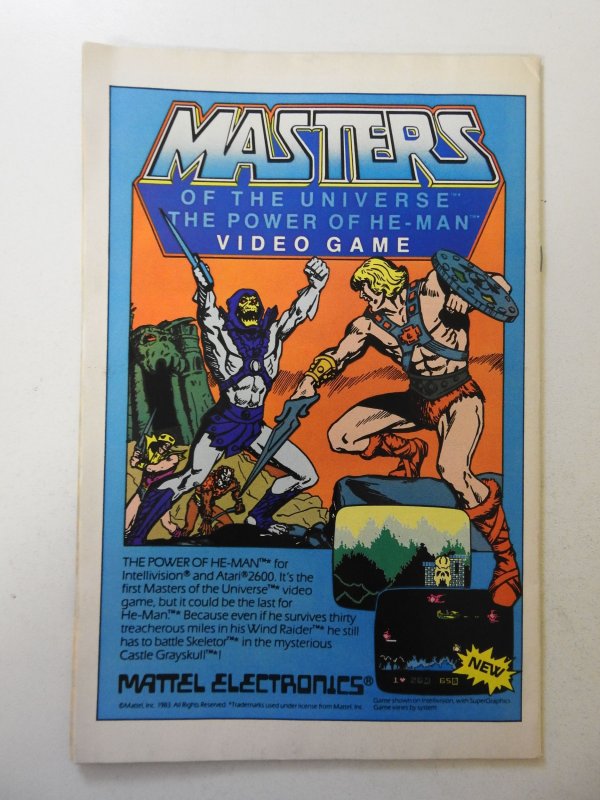 MASTERS
OF THE UNIVERSE™*
THE POWER OF HE-MAN™*
VIDEO GAME
THE POWER OF HE-MAN™* for
Intellivision® and Atari® 2600. It's the
first Masters of the Universe™* video
game, but it could be the last for
He-Man.™* Because even if he survives thirty
treacherous miles in his Wind Raider™* he still
has to battle Skeletor™* in the mysterious
Castle Grayskull™*!
NEW
MATTEL ELECTRONICS®
©Mattel, Inc. 1983. All Rights Reserved. *Trademarks used under license from Mattel, Inc.
Game shown on Intellivision, with SuperGraphics
Game varies by system